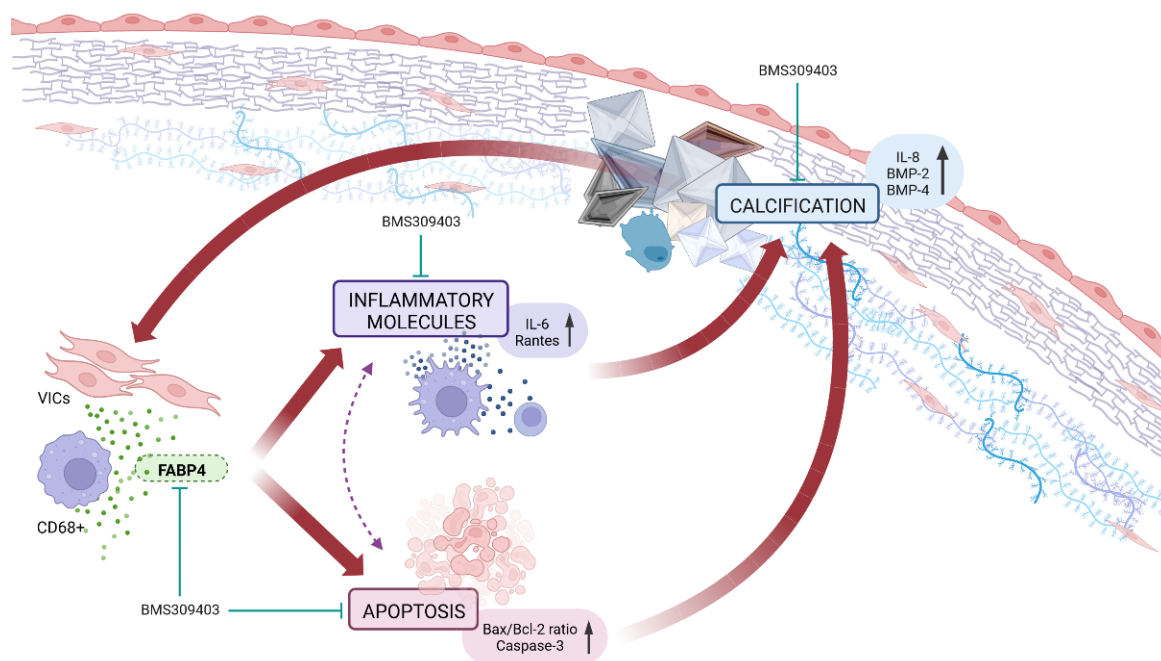 BMS309403
IL-8
BMP-2
BMP-4
CALCIFICATION
BMS309403
INFLAMMATORY
MOLECULES
IL-6
Rantes
VICs
FABP4
CD68+
BMS309403
APOPTOSIS
Bax/Bcl-2 ratio
Caspase-3